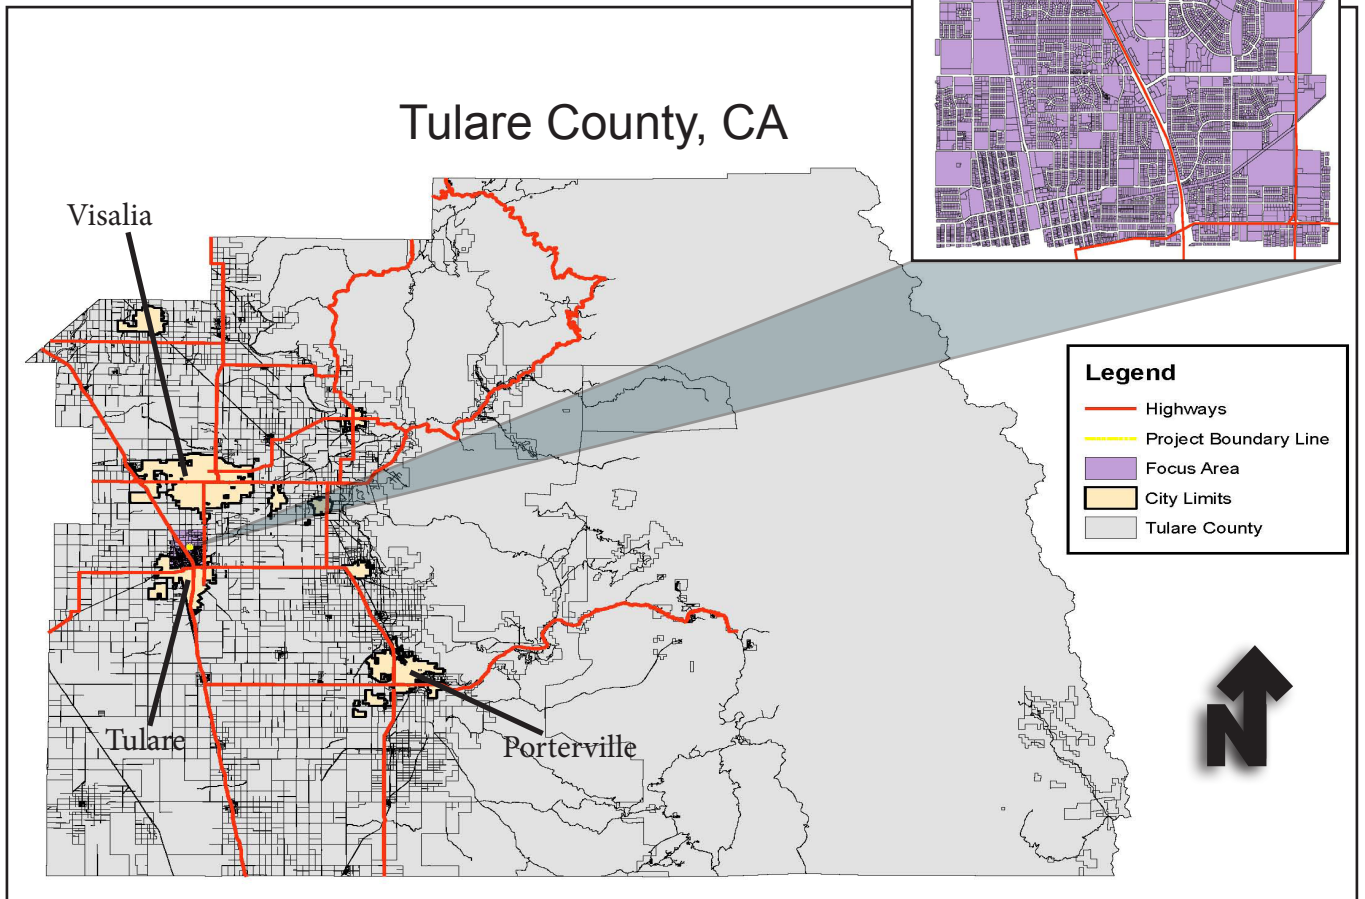 Tulare County, CA
Visalia
Tulare
Porterville
Legend
Highways
Project Boundary Line
Focus Area
City Limits
Tulare County
N